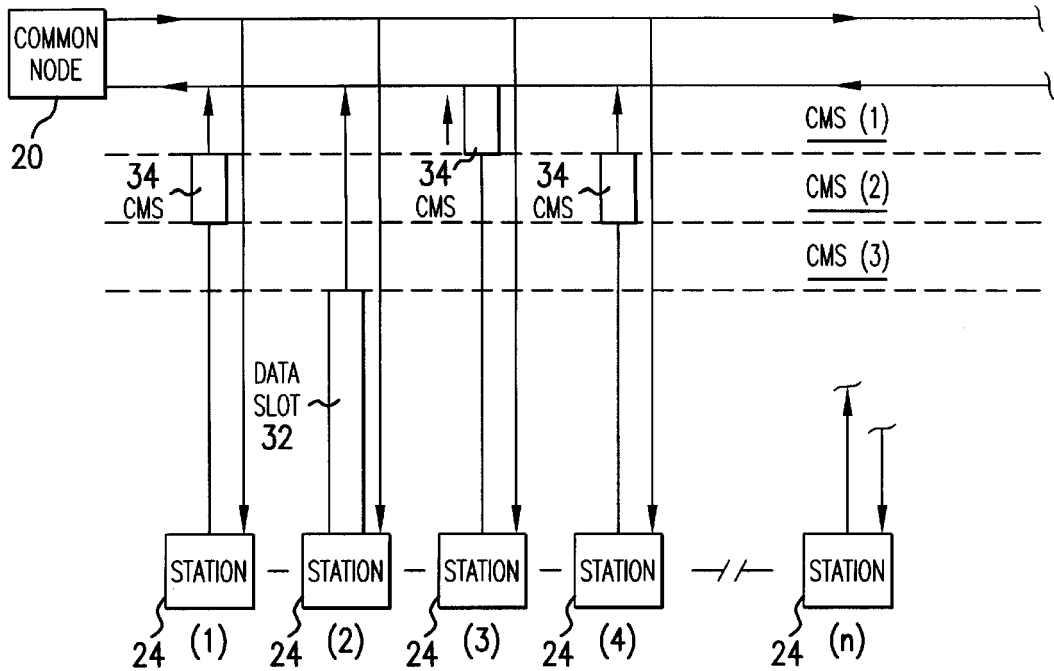 COMMON
NODE
20
CMS (1)
34
CMS
34
CMS
34
CMS
CMS (2)
CMS (3)
DATA
SLOT
32
STATION
STATION
STATION
STATION
STATION
24 (1)
24 (2)
24 (3)
24 (4)
24 (n)